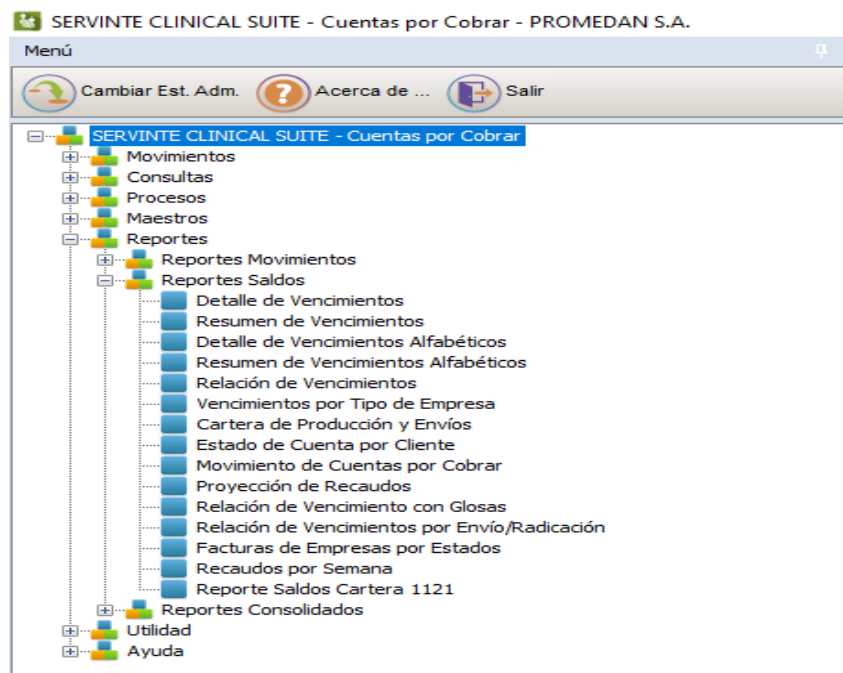 SERVINTE CLINICAL SUITE - Cuentas por Cobrar - PROMEDAN S.A.
Menú
Cambiar Est. Adm. ? Acerca de ... Salir
SERVINTE CLINICAL SUITE - Cuentas por Cobrar
Movimientos
Consultas
Procesos
Maestros
Reportes
Reportes Movimientos
Reportes Saldos
Detalle de Vencimientos
Resumen de Vencimientos
Detalle de Vencimientos Alfabéticos
Resumen de Vencimientos Alfabéticos
Relación de Vencimientos
Vencimientos por Tipo de Empresa
Cartera de Producción y Envíos
Estado de Cuenta por Cliente
Movimiento de Cuentas por Cobrar
Proyección de Recaudos
Relación de Vencimiento con Glosas
Relación de Vencimientos por Envío/Radicación
Facturas de Empresas por Estados
Recaudos por Semana
Reporte Saldos Cartera 1121
Reportes Consolidados
Utilidad
Ayuda